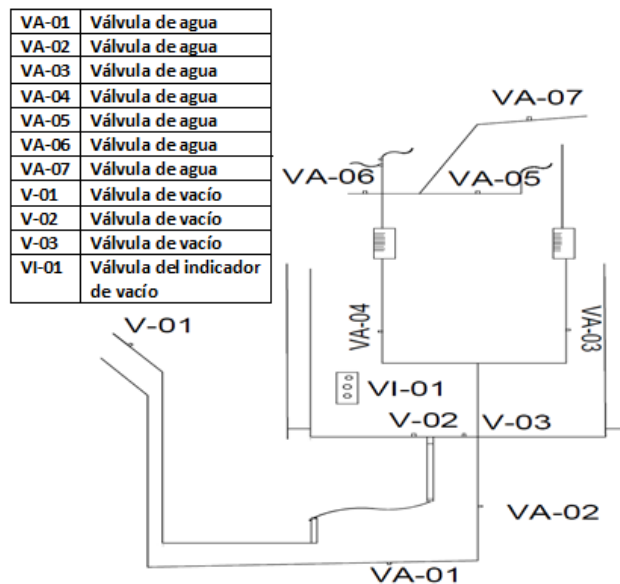 VA-01 Válvula de agua
VA-02 Válvula de agua
VA-03 Válvula de agua
VA-04 Válvula de agua
VA-05 Válvula de agua
VA-06 Válvula de agua
VA-07 Válvula de agua
V-01 Válvula de vacío
V-02 Válvula de vacío
V-03 Válvula de vacío
VI-01 Válvula del indicador
de vacío
VA-07
VA-06
VA-05
VA-04
VA-03
V-01
VI-01
V-02
V-03
VA-02
VA-01